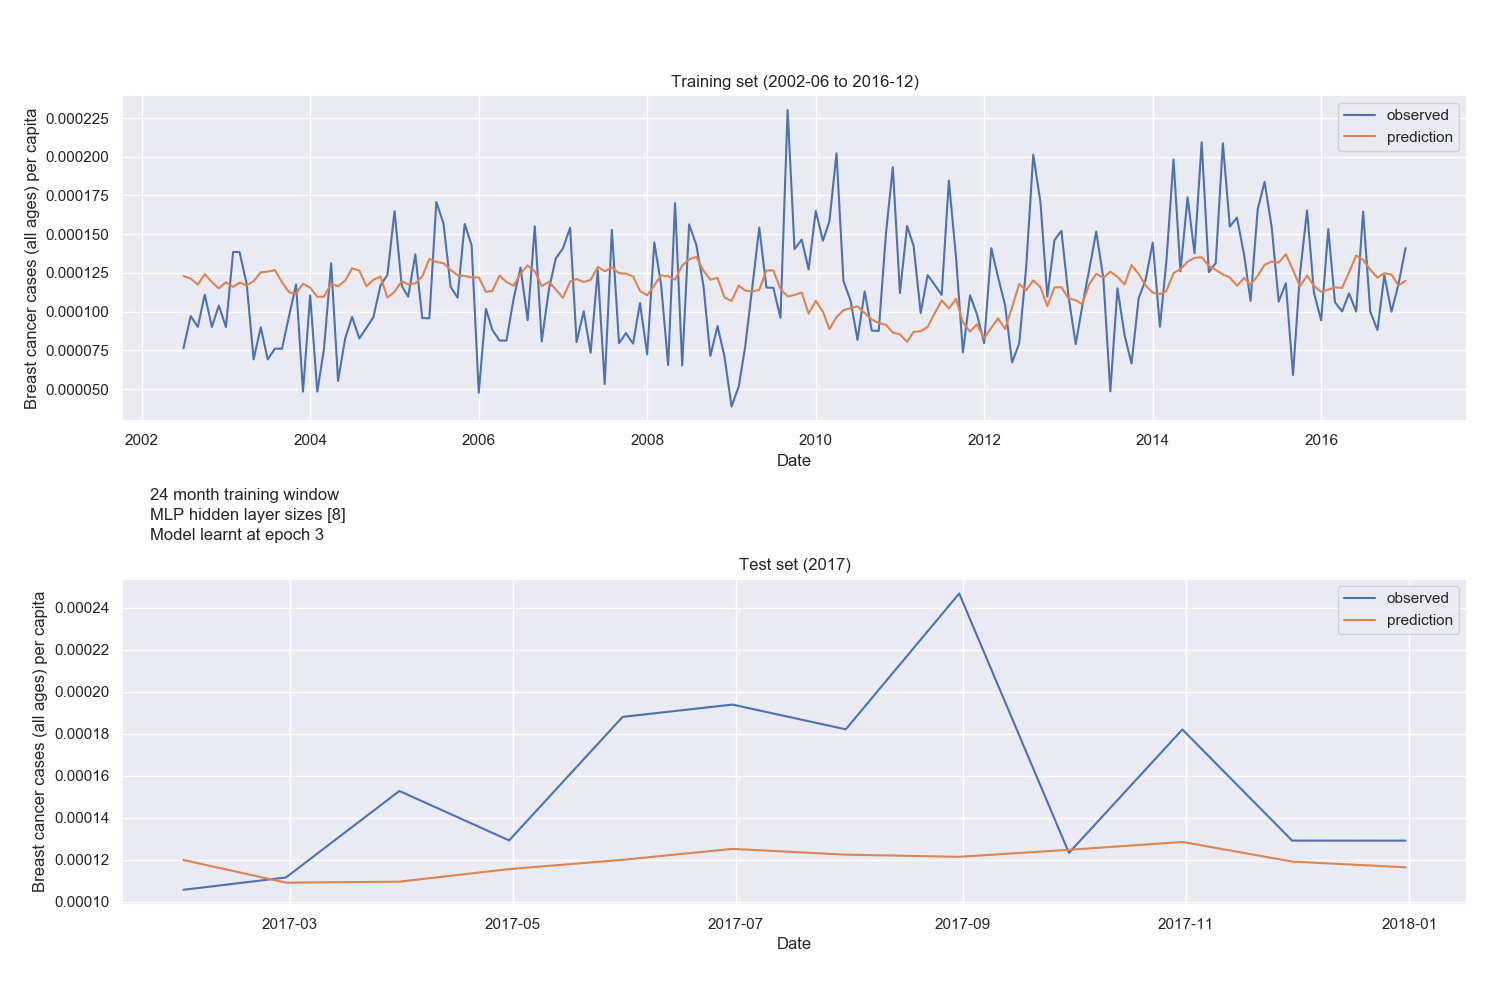 Training set (2002-06 to 2016-12)
Breast cancer cases (all ages) per capita
0.000225
0.000200
0.000175
0.000150
0.000125
0.000100
0.000075
0.000050
observed
prediction
2002 2004 2006 2008 2010 2012 2014 2016
Date
24 month training window
MLP hidden layer sizes [8]
Model learnt at epoch 3
Test set (2017)
Breast cancer cases (all ages) per capita
0.00024
0.00022
0.00020
0.00018
0.00016
0.00014
0.00012
0.00010
observed
prediction
2017-03 2017-05 2017-07 2017-09 2017-11 2018-01
Date